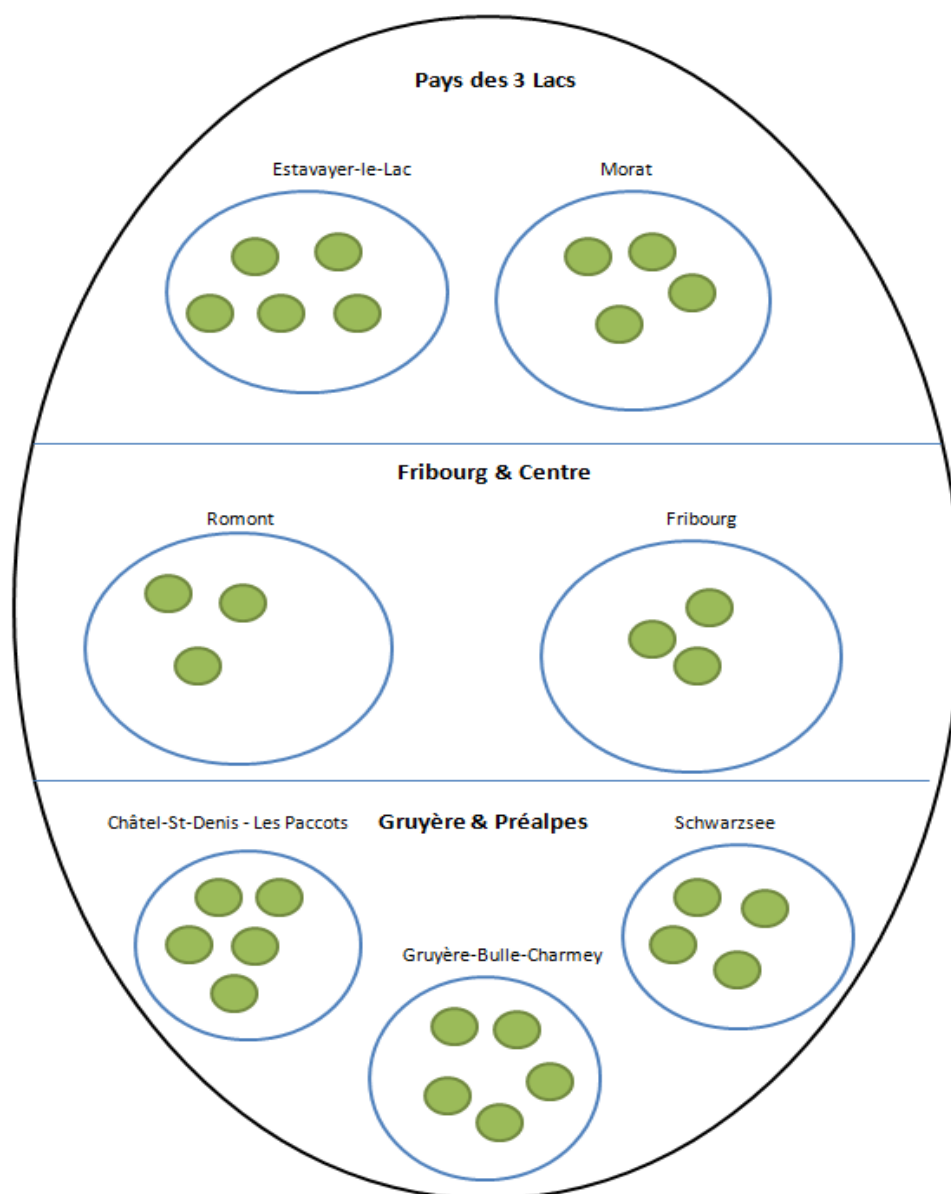 Pays des 3 Lacs
Estavayer-le-Lac
Morat
Fribourg & Centre
Romont
Fribourg
Châtel-St-Denis - Les Paccots
Gruyère & Préalpes
Schwarzsee
Gruyère-Bulle-Charmey